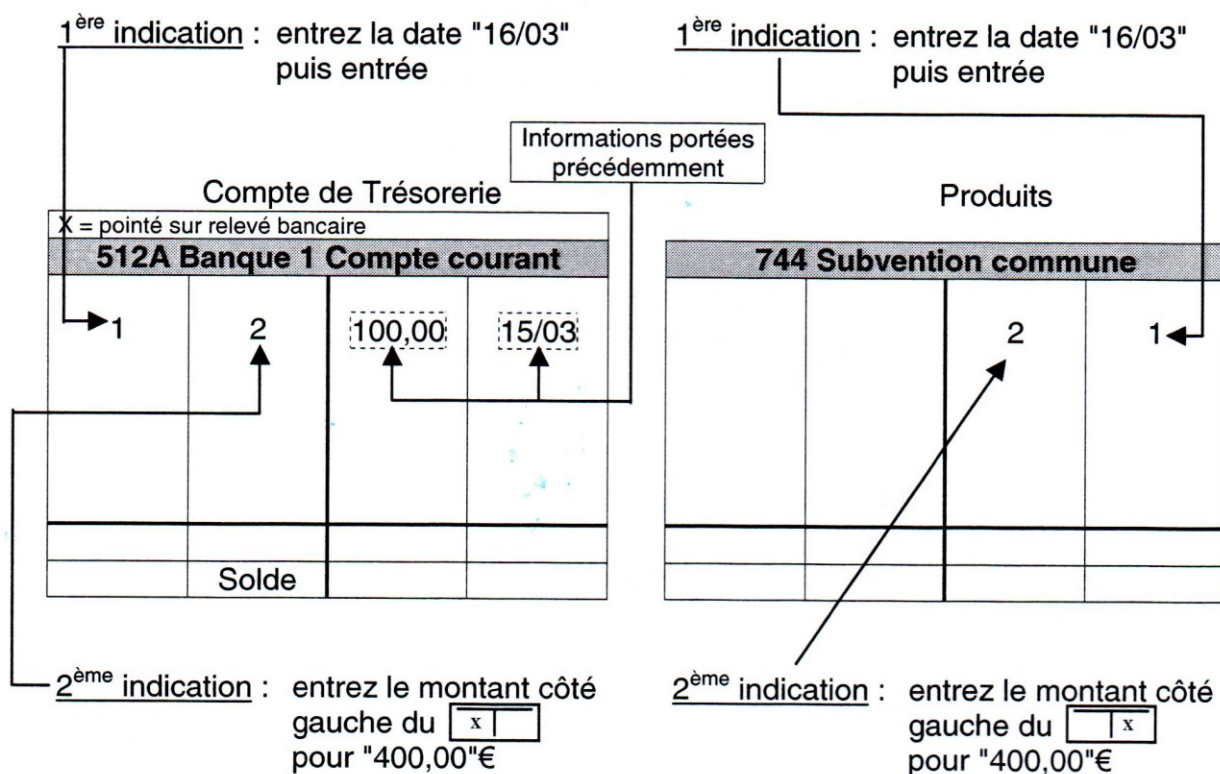 1ère indication : entrez la date "16/03"
puis entrée
1ère indication : entrez la date "16/03"
puis entrée
Informations portées
précédemment
Compte de Trésorerie
Produits
X = pointé sur relevé bancaire
512A Banque 1 Compte courant
744 Subvention commune
1 2 100,00 15/03
2 1
Solde
2ème indication : entrez le montant côté
gauche du x
pour "400,00"€
2ème indication : entrez le montant côté
gauche du x
pour "400,00"€